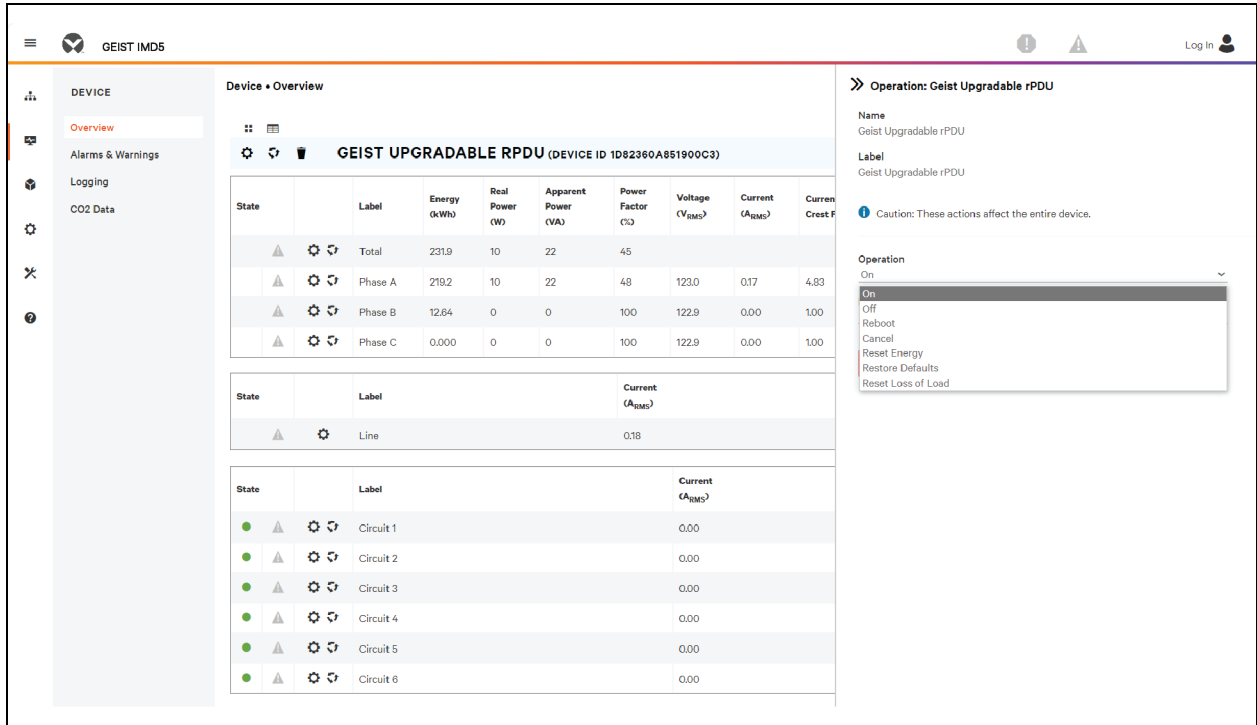 GEIST IMD5
Log In
DEVICE
Overview
Alarms & Warnings
Logging
CO2 Data
Device • Overview
GEIST UPGRADABLE RPDU (DEVICE ID 1D82360A851900C3)
State Label Energy (kWh) Real Power (W) Apparent Power (VA) Power Factor (%) Voltage (VRMS) Current (ARMS) Curren Crest F
Total 231.9 10 22 45
Phase A 219.2 10 22 48 123.0 0.17 4.83
Phase B 12.64 0 0 100 122.9 0.00 1.00
Phase C 0.000 0 0 100 122.9 0.00 1.00
State Label Current (ARMS)
Line 0.18
State Label Current (ARMS)
Circuit 1 0.00
Circuit 2 0.00
Circuit 3 0.00
Circuit 4 0.00
Circuit 5 0.00
Circuit 6 0.00
Operation: Geist Upgradable rPDU
Name
Geist Upgradable rPDU
Label
Geist Upgradable rPDU
Caution: These actions affect the entire device.
Operation
On
On
Off
Reboot
Cancel
Reset Energy
Restore Defaults
Reset Loss of Load